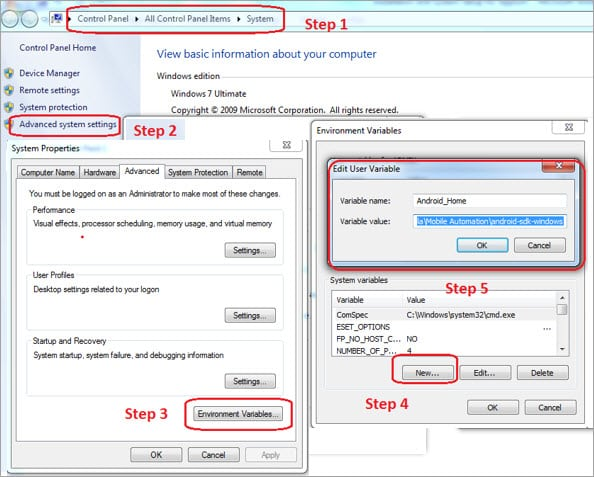 Control Panel All Control Panel Items System
Step 1
Control Panel Home
Device Manager
Remote settings
System protection
Advanced system settings
Step 2
View basic information about your computer
Windows edition
Windows 7 Ultimate
Copyright © 2009 Microsoft Corporation. All rights reserved.
System Properties
Computer Name Hardware Advanced System Protection Remote
You must be logged on as an Administrator to make most of these changes.
Performance
Visual effects, processor scheduling, memory usage, and virtual memory
Settings...
User Profiles
Desktop settings related to your logon
Settings...
Startup and Recovery
System startup, system failure, and debugging information
Settings...
Step 3
Environment Variables...
OK Cancel Apply
Environment Variables
Edit User Variable
Variable name: Android_Home
Variable value: la\Mobile Automation\android-sdk-windows
OK Cancel
Step 5
System variables
Variable Value
ComSpec C:\Windows\system32\cmd.exe
ESET_OPTIONS ...
FP_NO_HOST_C... NO
NUMBER_OF_P... 4
New... Edit... Delete
Step 4
OK Cancel